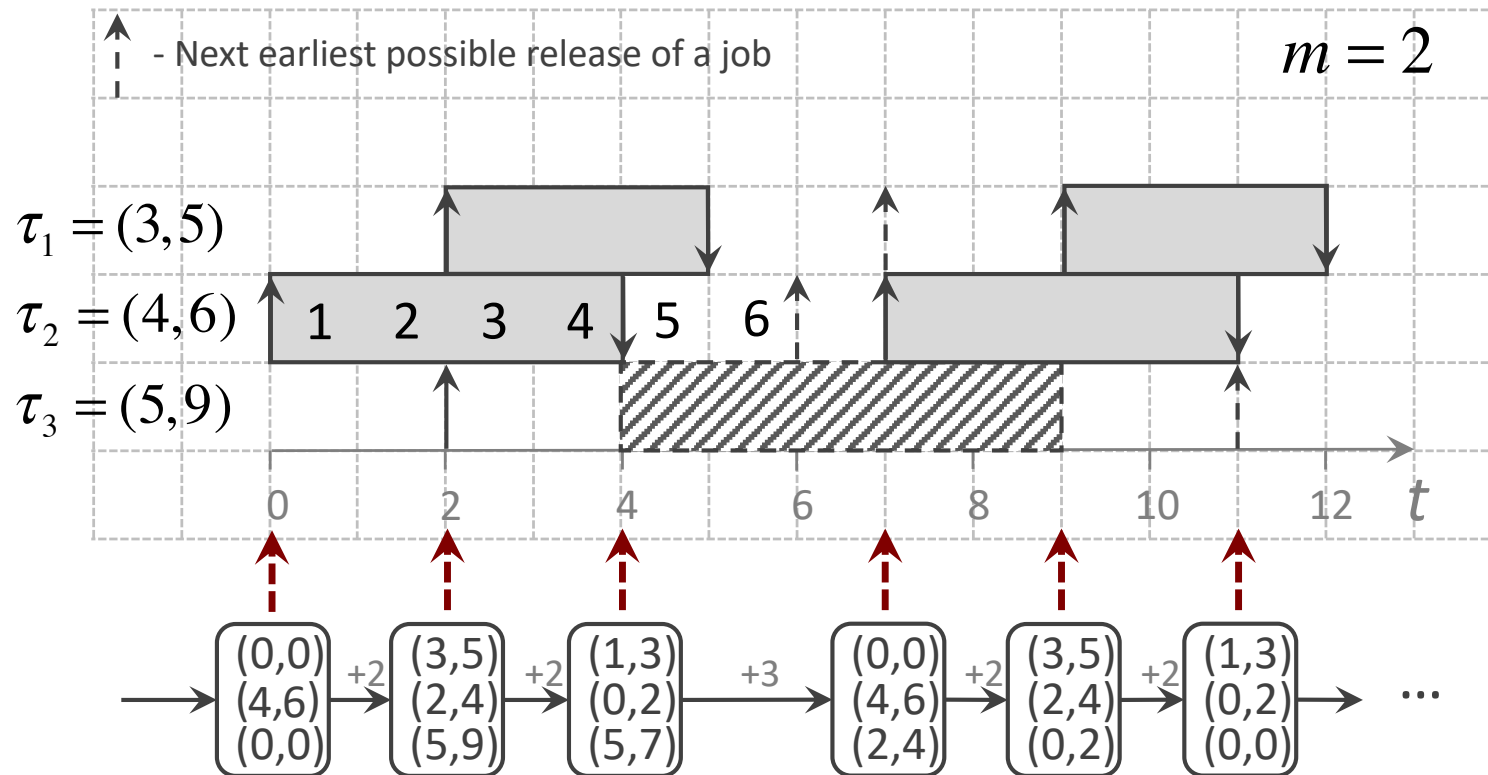 - Next earliest possible release of a job
m = 2
τ₁ = (3,5)
τ₂ = (4,6) 1 2 3 4 5 6
τ₃ = (5,9)
0 2 4 6 8 10 12 t
(0,0) (3,5) (1,3) (0,0) (3,5) (1,3)
+2 +2 +3 +2 +2 ...
(4,6) (2,4) (0,2) (4,6) (2,4) (0,2)
(0,0) (5,9) (5,7) (2,4) (0,2) (0,0)